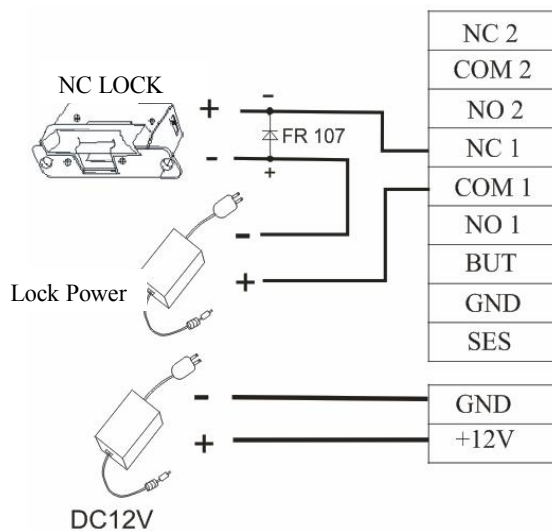 NC LOCK
+
-
-
FR 107
+
-
+
Lock Power
-
+
DC12V
NC 2
COM 2
NO 2
NC 1
COM 1
NO 1
BUT
GND
SES
GND
+12V